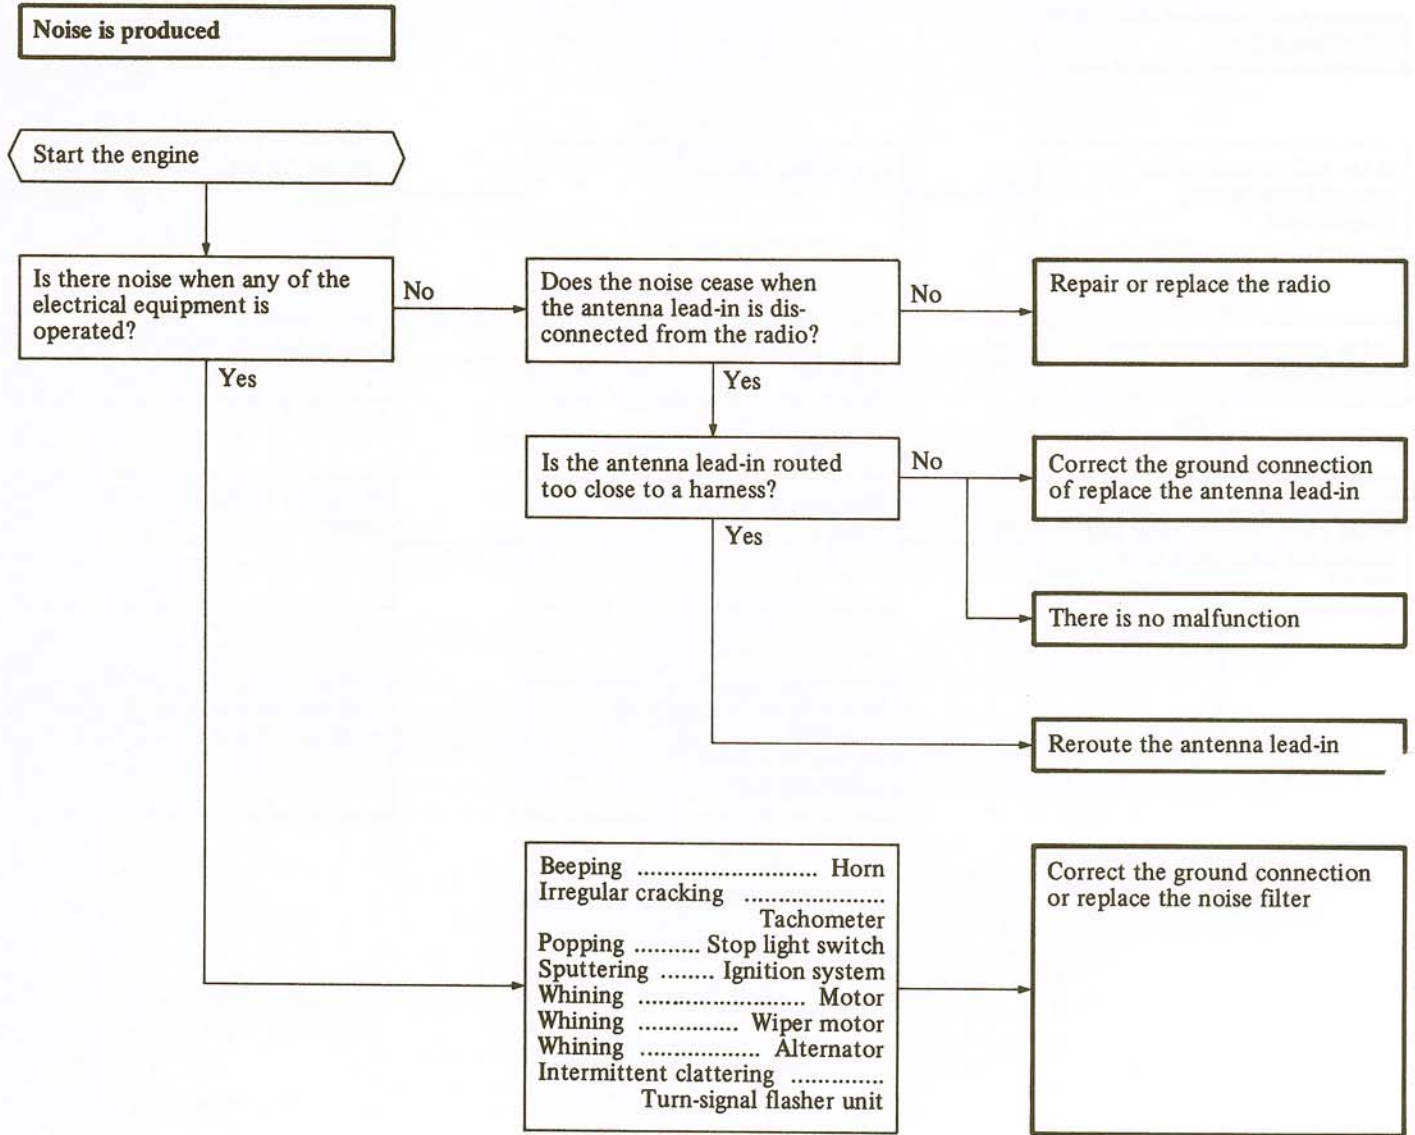 Noise is produced
Start the engine
Is there noise when any of the
electrical equipment is
operated?
No
Does the noise cease when
the antenna lead-in is dis-
connected from the radio?
No
Repair or replace the radio
Yes
Yes
Is the antenna lead-in routed
too close to a harness?
No
Correct the ground connection
of replace the antenna lead-in
Yes
There is no malfunction
Reroute the antenna lead-in
Beeping ........................... Horn
Irregular cracking .....................
Tachometer
Popping .......... Stop light switch
Sputtering ........ Ignition system
Whining ......................... Motor
Whining ............... Wiper motor
Whining .................. Alternator
Intermittent clattering ..............
Turn-signal flasher unit
Correct the ground connection
or replace the noise filter